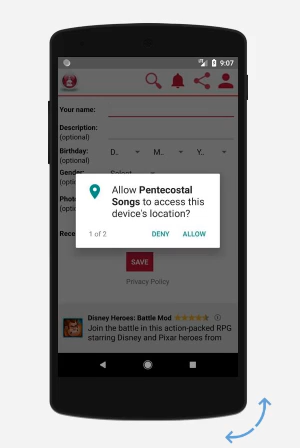 9:07
Your name:
Description:
(optional)
Birthday: D.. M.. Y..
(optional)
Gender: Select
Allow Pentecostal
Songs to access this
device's location?
1 of 2 DENY ALLOW
SAVE
Privacy Policy
Disney Heroes: Battle Mod
Join the battle in this action-packed RPG
starring Disney and Pixar heroes from